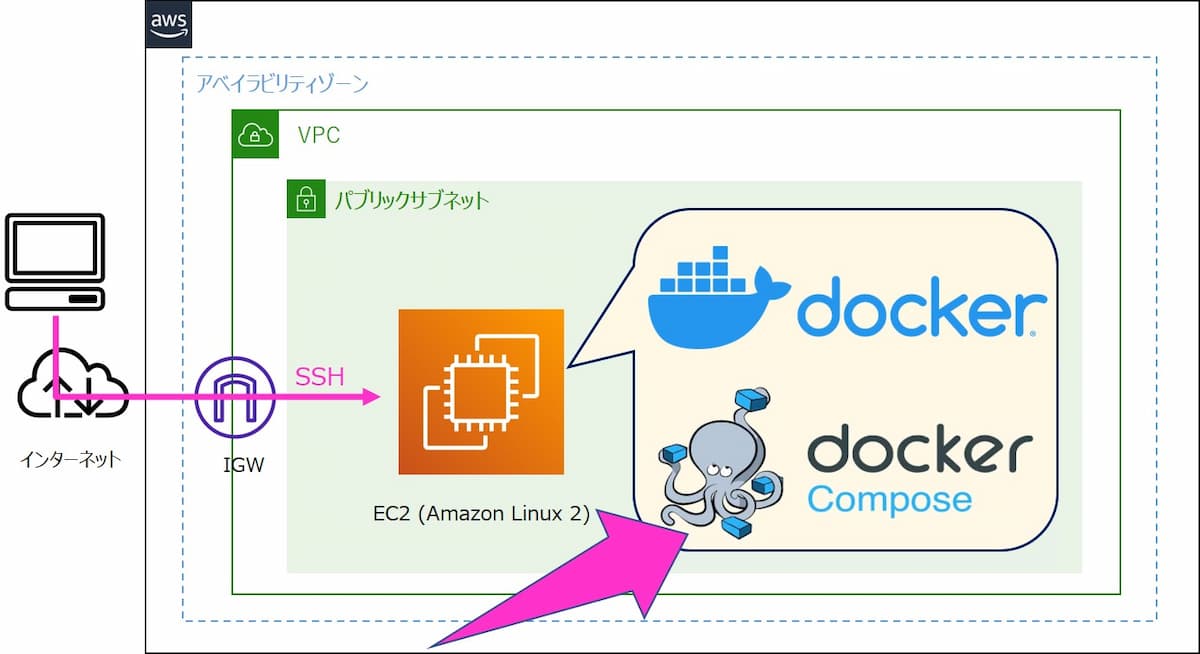 aws
アベイラビリティゾーン
VPC
パブリックサブネット
docker
SSH
docker
Compose
インターネット
IGW
EC2 (Amazon Linux 2)